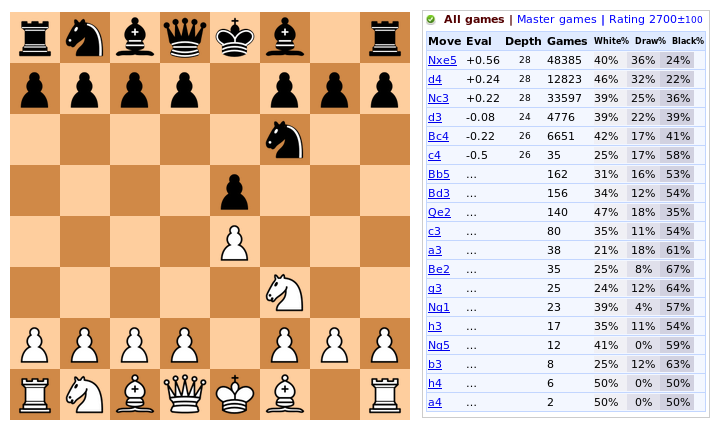 All games | Master games | Rating 2700±100
Move Eval Depth Games White% Draw% Black%
Nxe5 +0.56 28 48385 40% 36% 24%
d4 +0.24 28 12823 46% 32% 22%
Nc3 +0.22 28 33597 39% 25% 36%
d3 -0.08 24 4776 39% 22% 39%
Bc4 -0.22 26 6651 42% 17% 41%
c4 -0.5 26 35 25% 17% 58%
Bb5 ... 162 31% 16% 53%
Bd3 ... 156 34% 12% 54%
Qe2 ... 140 47% 18% 35%
c3 ... 80 35% 11% 54%
a3 ... 38 21% 18% 61%
Be2 ... 35 25% 8% 67%
g3 ... 25 24% 12% 64%
Ng1 ... 23 39% 4% 57%
h3 ... 17 35% 11% 54%
Ng5 ... 12 41% 0% 59%
b3 ... 8 25% 12% 63%
h4 ... 6 50% 0% 50%
a4 ... 2 50% 0% 50%